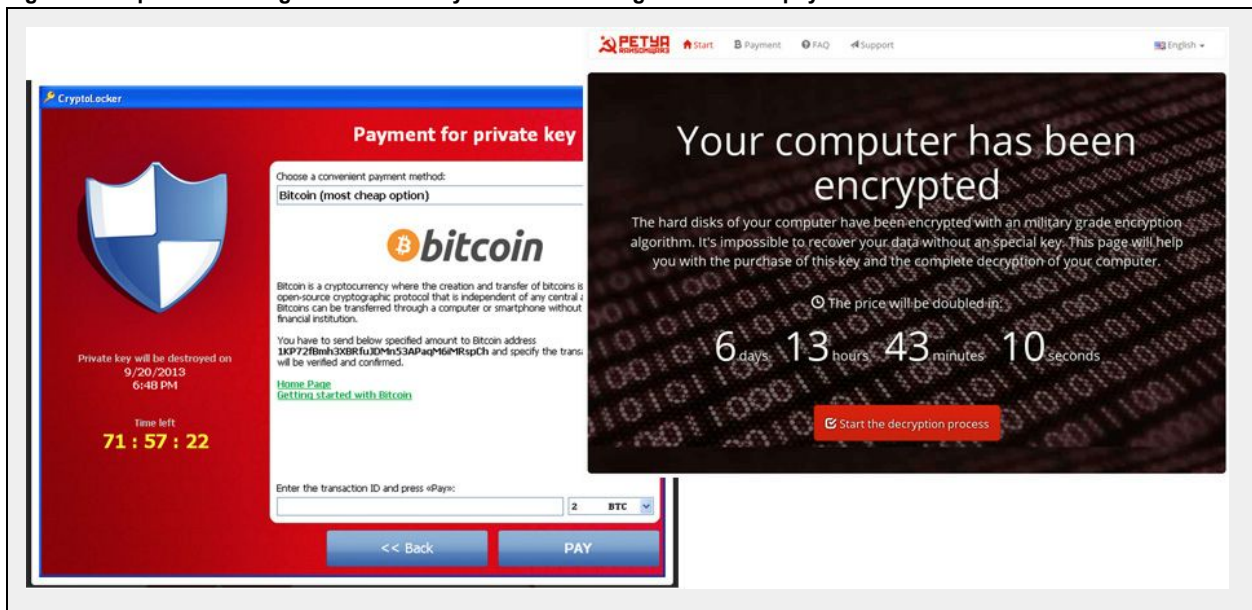 CryptoLocker
Payment for private key
Choose a convenient payment method:
Bitcoin (most cheap option)
bitcoin
Bitcoin is a cryptocurrency where the creation and transfer of bitcoins is
open-source cryptographic protocol that is independent of any central
Bitcoins can be transferred through a computer or smartphone without
financial institution.
You have to send below specified amount to Bitcoin address
and specify the
will be verified and confirmed.
Home Page
Getting started with Bitcoin
Private key will be destroyed on
9/20/2013
6:48 PM
Time left
71 : 57 : 22
Enter the transaction ID and press «Pay»:
2 BTC
<< Back
PAY
PETYA
RANSOMWARE
Start Payment FAQ Support English
Your computer has been
encrypted
The hard disks of your computer have been encrypted with an military grade encryption
algorithm. It's impossible to recover your data without an special key. This page will help
you with the purchase of this key and the complete decryption of your computer.
The price will be doubled in:
6 days 13 hours 43 minutes 10 seconds
Start the decryption process